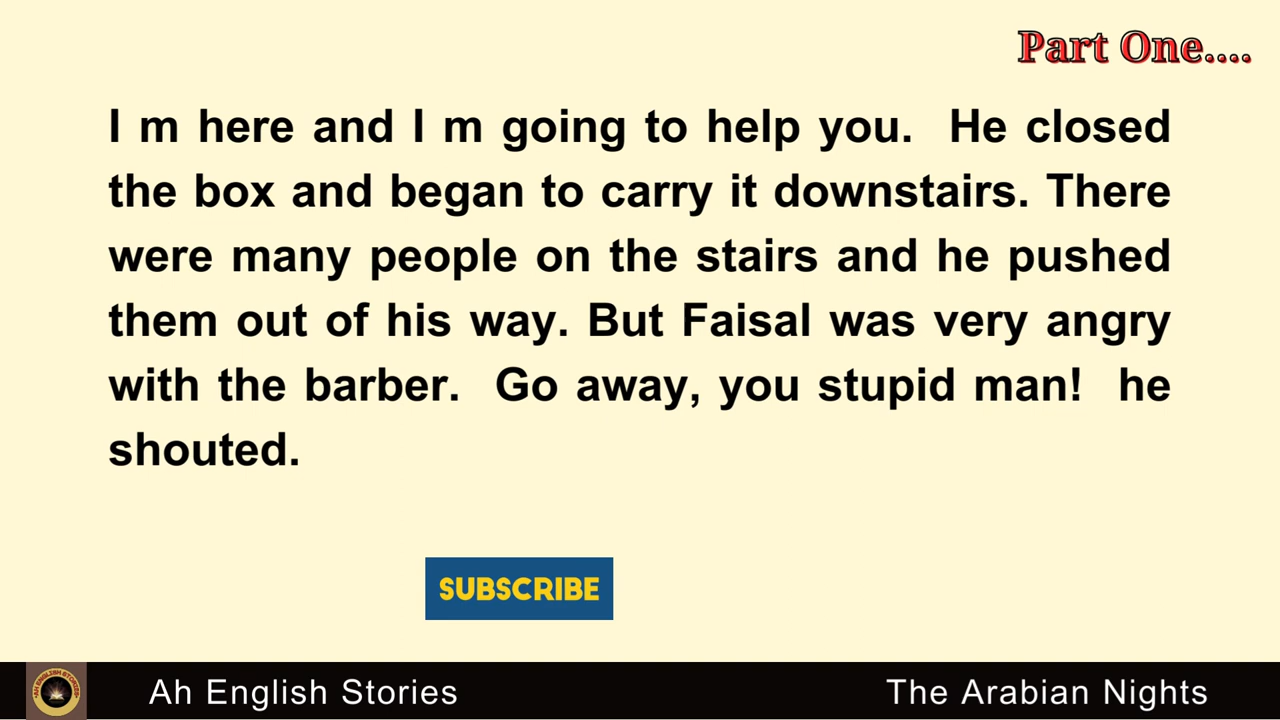 Part One....
I m here and I m going to help you.  He closed
the box and began to carry it downstairs. There
were many people on the stairs and he pushed
them out of his way. But Faisal was very angry
with the barber.  Go away, you stupid man!  he
shouted.
SUBSCRIBE
Ah English Stories
The Arabian Nights